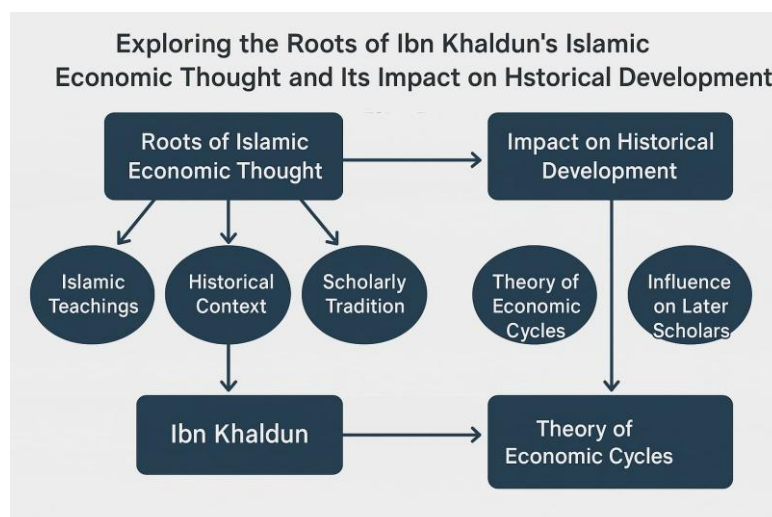 Exploring the Roots of Ibn Khaldun's Islamic
Economic Thought and Its Impact on Hstorical Development
Roots of Islamic
Economic Thought
Impact on Historical
Development
Islamic
Teachings
Historical
Context
Scholarly
Tradition
Theory of
Economic
Cycles
Influence
on Later
Scholars
Ibn Khaldun
Theory of
Economic Cycles